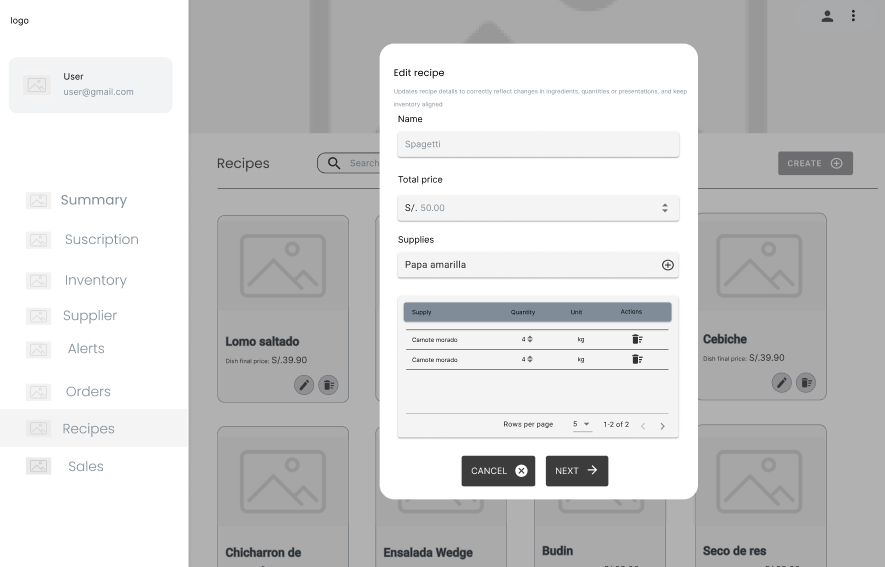 logo
User
user@gmail.com
Summary
Suscription
Inventory
Supplier
Alerts
Orders
Recipes
Sales
Recipes
Search
CREATE
Lomo saltado
Dish final price: S/.39.90
Cebiche
Dish final price: S/.39.90
Chicharron de
Ensalada Wedge
Budin
Seco de res
Edit recipe
Updates recipe details to correctly reflect changes in ingredients, quantities or presentations, and keep
inventory aligned
Name
Spagetti
Total price
S/. 50.00
Supplies
Papa amarilla
Supply Quantity Unit Actions
Camote morado 4 kg
Camote morado 4 kg
Rows per page 5 1-2 of 2
CANCEL NEXT